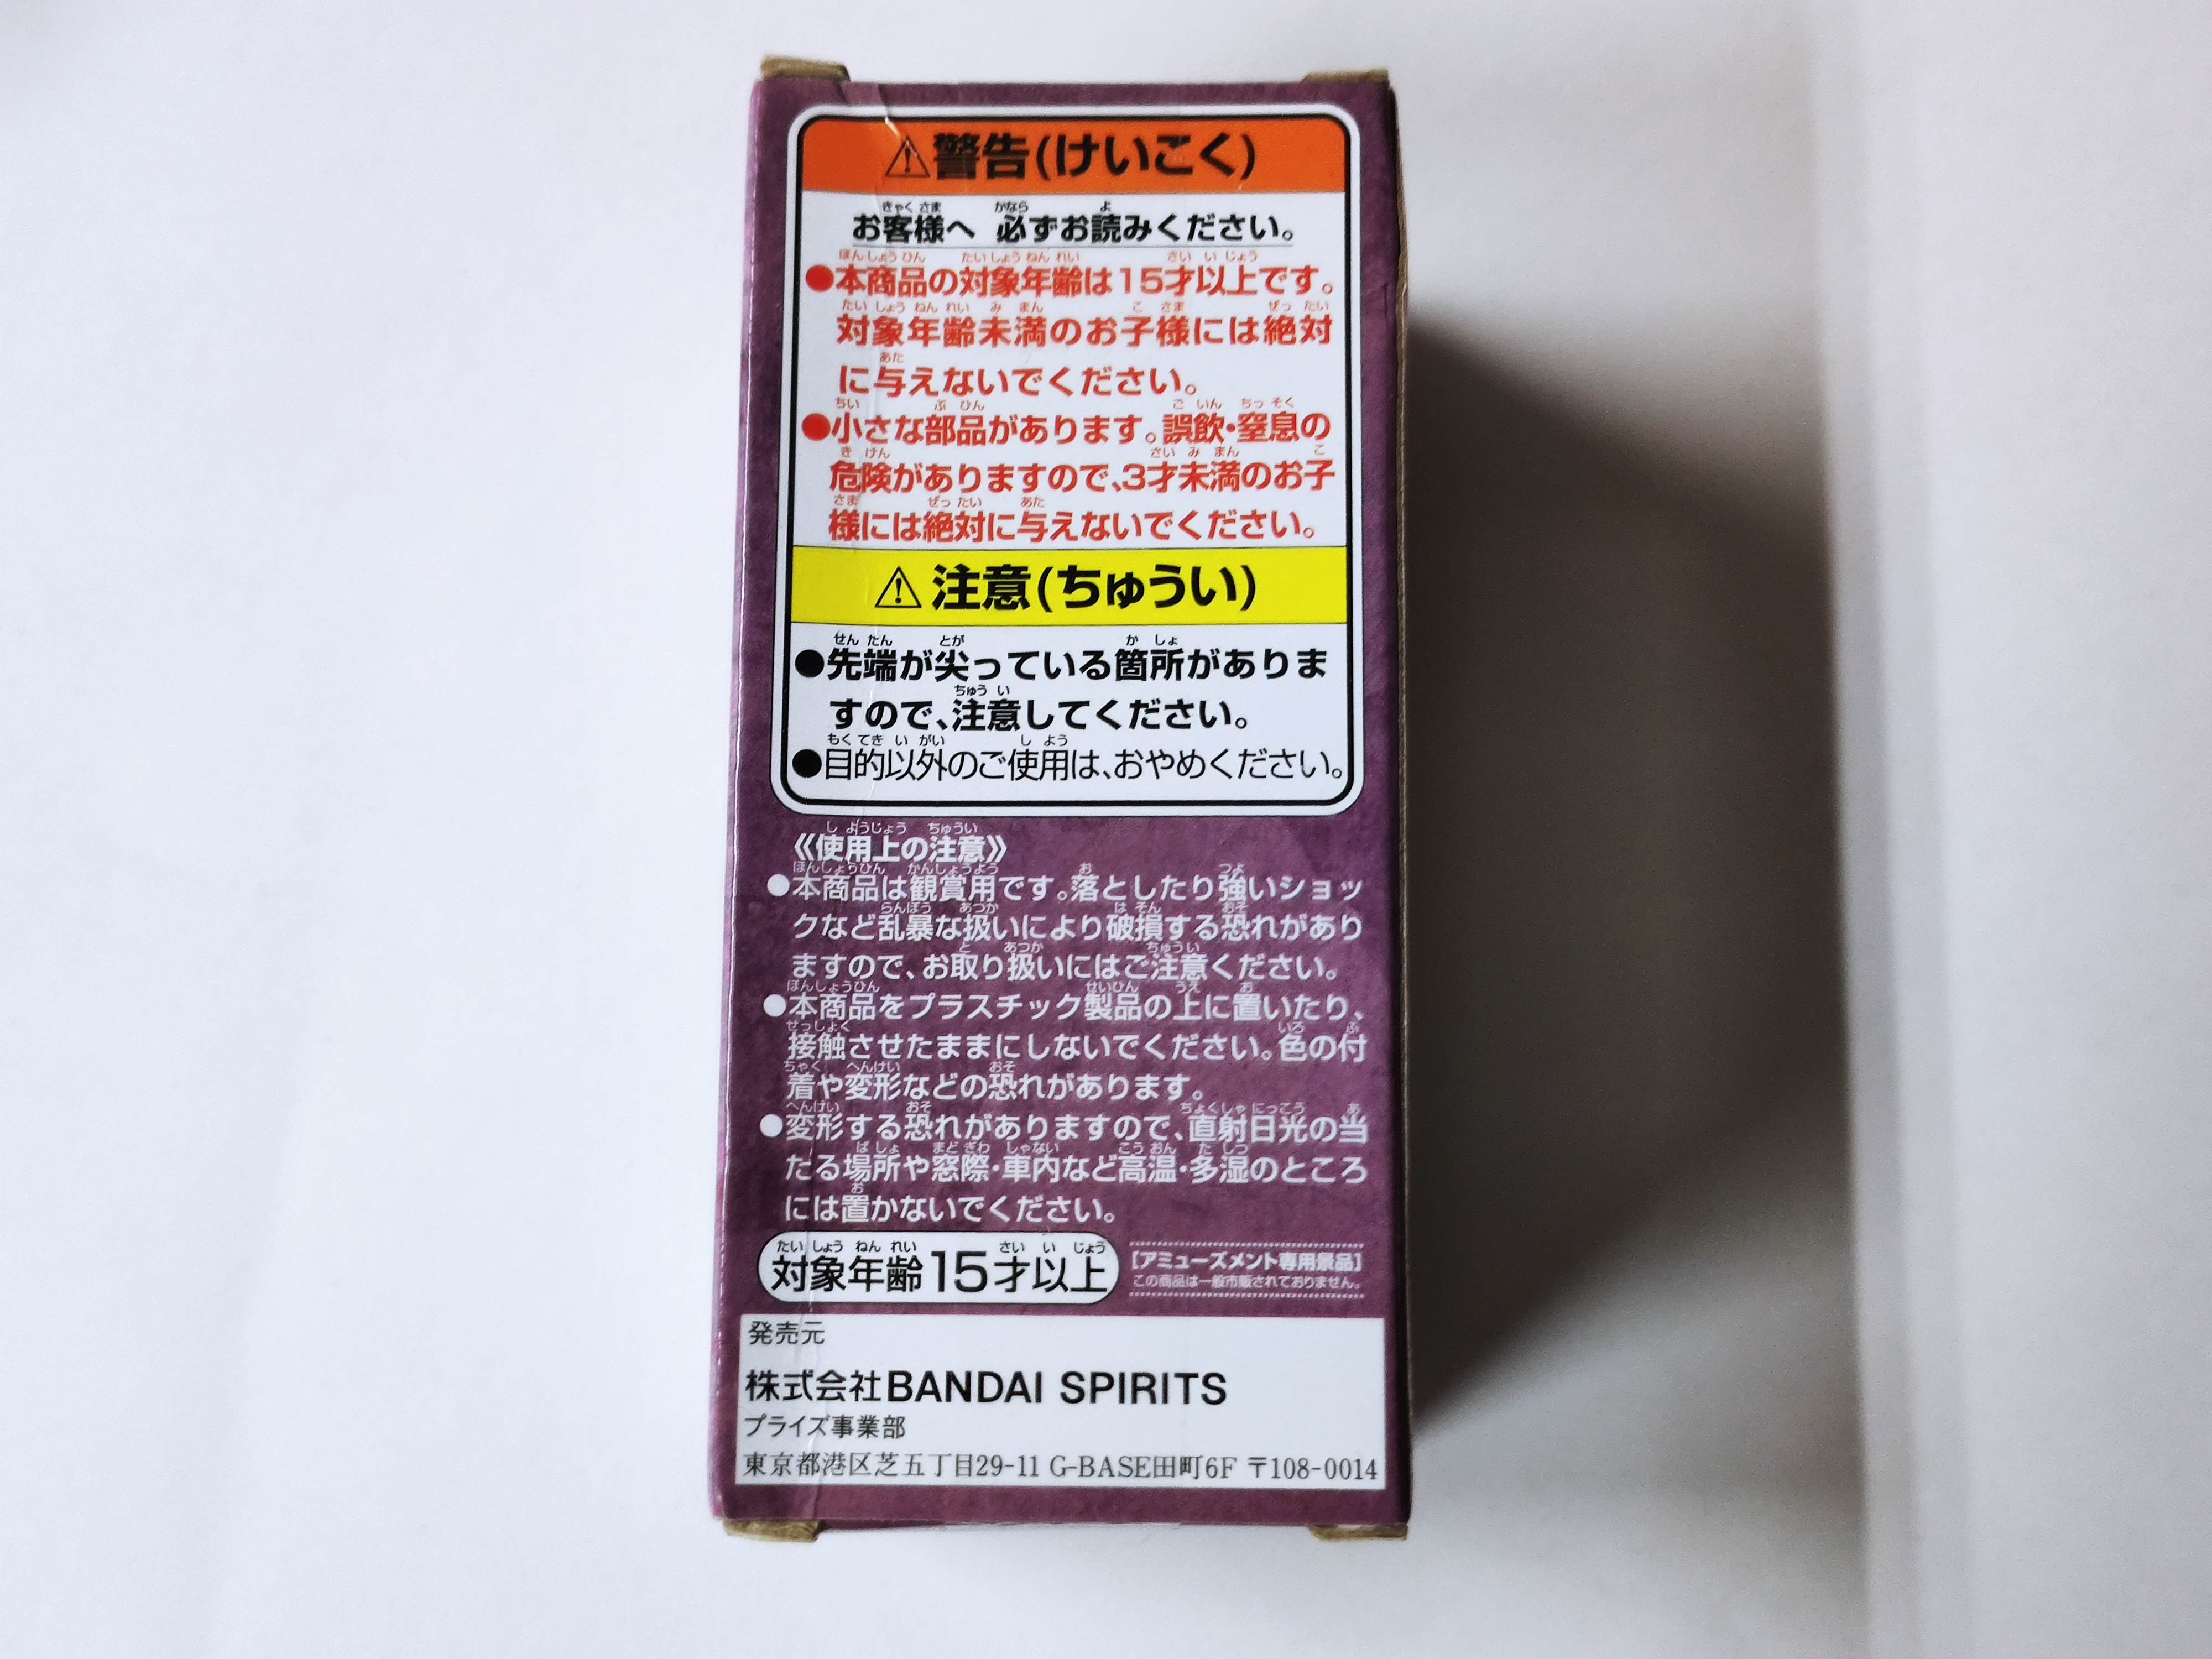 ⚠警告(けいこく)
お客様へ 必ずお読みください。
●本商品の対象年齢は15才以上です。
対象年齢未満のお子様には絶対
に与えないでください。
●小さな部品があります。誤飲・窒息の
危険がありますので、3才未満のお子
様には絶対に与えないでください。
⚠注意(ちゅうい)
●先端が尖っている箇所がありま
すので、注意してください。
●目的以外のご使用は、おやめください。
《使用上の注意》
●本商品は観賞用です。落としたり強いショッ
クなど乱暴な扱いにより破損する恐れがあり
ますので、お取り扱いにはご注意ください。
●本商品をプラスチック製品の上に置いたり、
接触させたままにしないでください。色の付
着や変形などの恐れがあります。
●変形する恐れがありますので、直射日光の当
たる場所や窓際・車内など高温・多湿のところ
には置かないでください。
対象年齢15才以上
[アミューズメント専用景品]
この商品は一般市販されておりません。
発売元
株式会社BANDAI SPIRITS
プライズ事業部
東京都港区芝五丁目29-11 G-BASE田町6F 〒108-0014